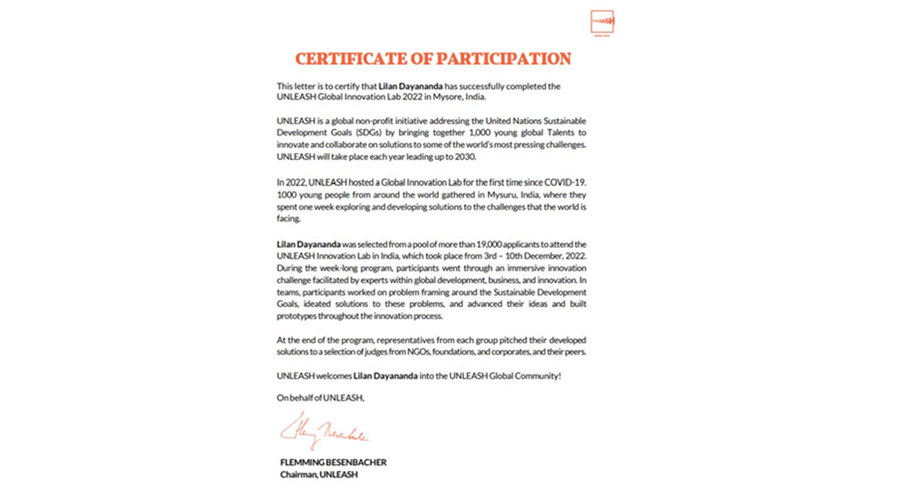 UNLEASH
CERTIFICATE OF PARTICIPATION
This letter is to certify that Lilan Dayananda has successfully completed the
UNLEASH Global Innovation Lab 2022 in Mysore, India.
UNLEASH is a global non-profit initiative addressing the United Nations Sustainable
Development Goals (SDGs) by bringing together 1,000 young global Talents to
innovate and collaborate on solutions to some of the world's most pressing challenges.
UNLEASH will take place each year leading up to 2030.
In 2022, UNLEASH hosted a Global Innovation Lab for the first time since COVID-19.
1000 young people from around the world gathered in Mysuru, India, where they
spent one week exploring and developing solutions to the challenges that the world is
facing.
Lilan Dayananda was selected from a pool of more than 19,000 applicants to attend the
UNLEASH Innovation Lab in India, which took place from 3rd – 10th December, 2022.
During the week-long program, participants went through an immersive innovation
challenge facilitated by experts within global development, business, and innovation. In
teams, participants worked on problem framing around the Sustainable Development
Goals, ideated solutions to these problems, and advanced their ideas and built
prototypes throughout the innovation process.
At the end of the program, representatives from each group pitched their developed
solutions to a selection of judges from NGOs, foundations, and corporates, and their peers.
UNLEASH welcomes Lilan Dayananda into the UNLEASH Global Community!
On behalf of UNLEASH,
Flemming Besenbacher
FLEMMING BESENBACHER
Chairman, UNLEASH